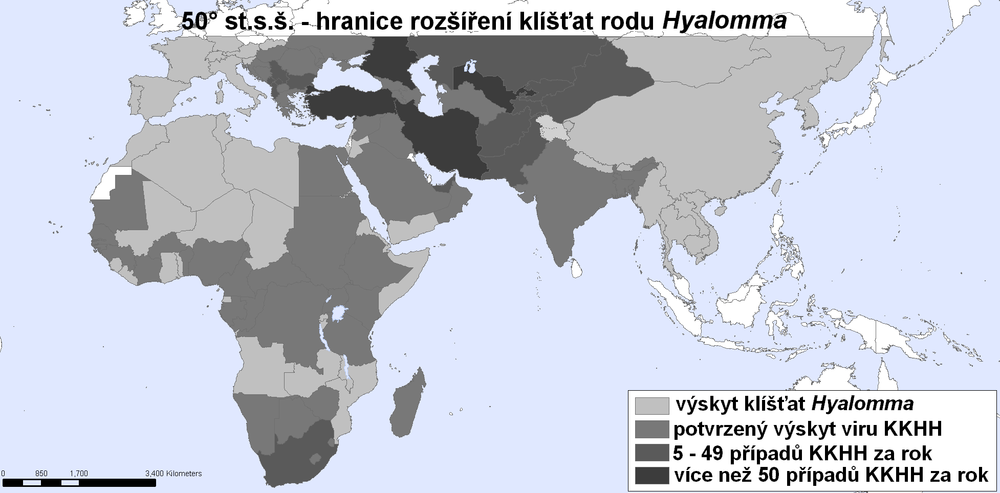 50° st.s.š. - hranice rozšíření klíšťat rodu Hyalomma
výskyt klíšťat Hyalomma
potvrzený výskyt viru KKHH
5 - 49 případů KKHH za rok
více než 50 případů KKHH za rok
0 850 1,700 3,400 Kilometers